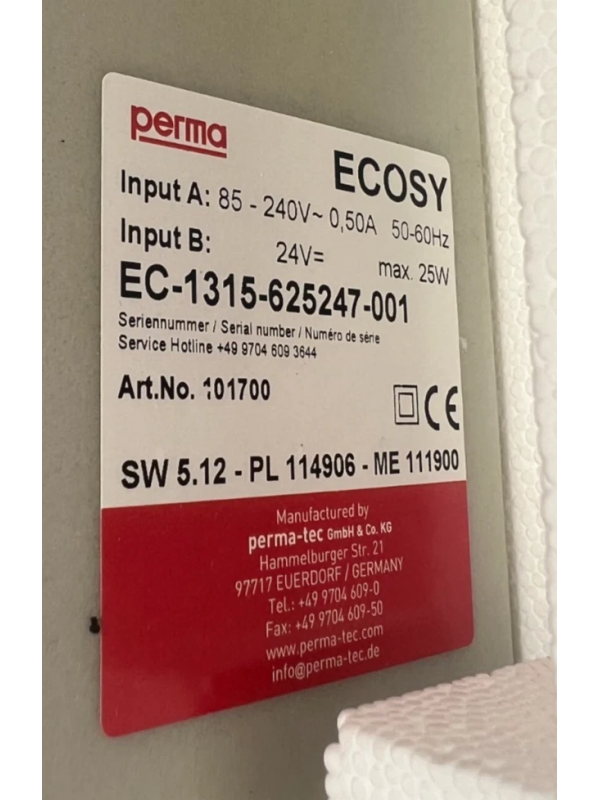 perma
ECOSY
Input A: 85 - 240V~ 0,50A 50-60Hz
Input B: 24V= max. 25W
EC-1315-625247-001
Seriennummer / Serial number / Numéro de série
Service Hotline +49 9704 609 3644
Art.No. 101700
CE
SW 5.12 - PL 114906 - ME 111900
Manufactured by
perma-tec GmbH & Co. KG
Hammelburger Str. 21
97717 EUERDORF / GERMANY
Tel.: +49 9704 609-0
Fax: +49 9704 609-50
www.perma-tec.com
info@perma-tec.de